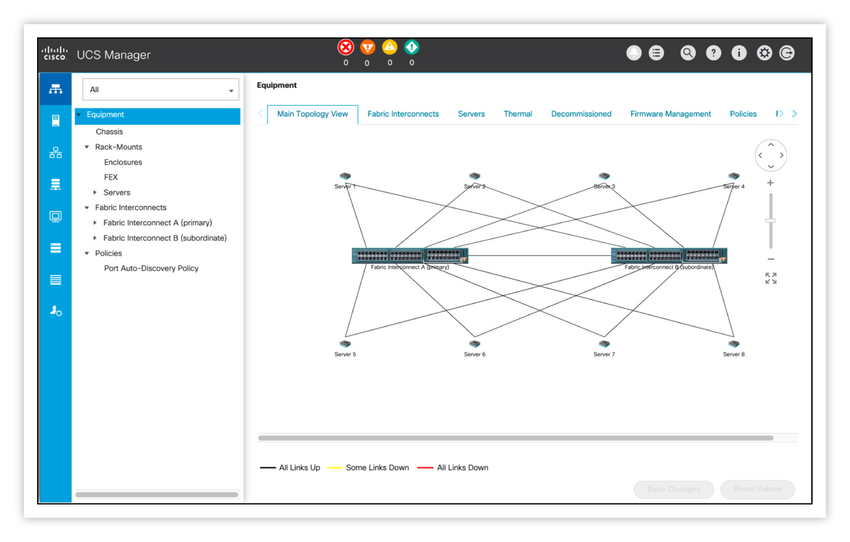 CISCO UCS Manager
0 0 0 0
All
Equipment
Chassis
Rack-Mounts
Enclosures
FEX
Servers
Fabric Interconnects
Fabric Interconnect A (primary)
Fabric Interconnect B (subordinate)
Policies
Port Auto-Discovery Policy
Equipment
Main Topology View Fabric Interconnects Servers Thermal Decommissioned Firmware Management Policies
Server 1 Server 2 Server 3 Server 4
Fabric Interconnect A (primary) Fabric Interconnect B (subordinate)
Server 5 Server 6 Server 7 Server 8
All Links Up Some Links Down All Links Down
Save Changes Reset Values